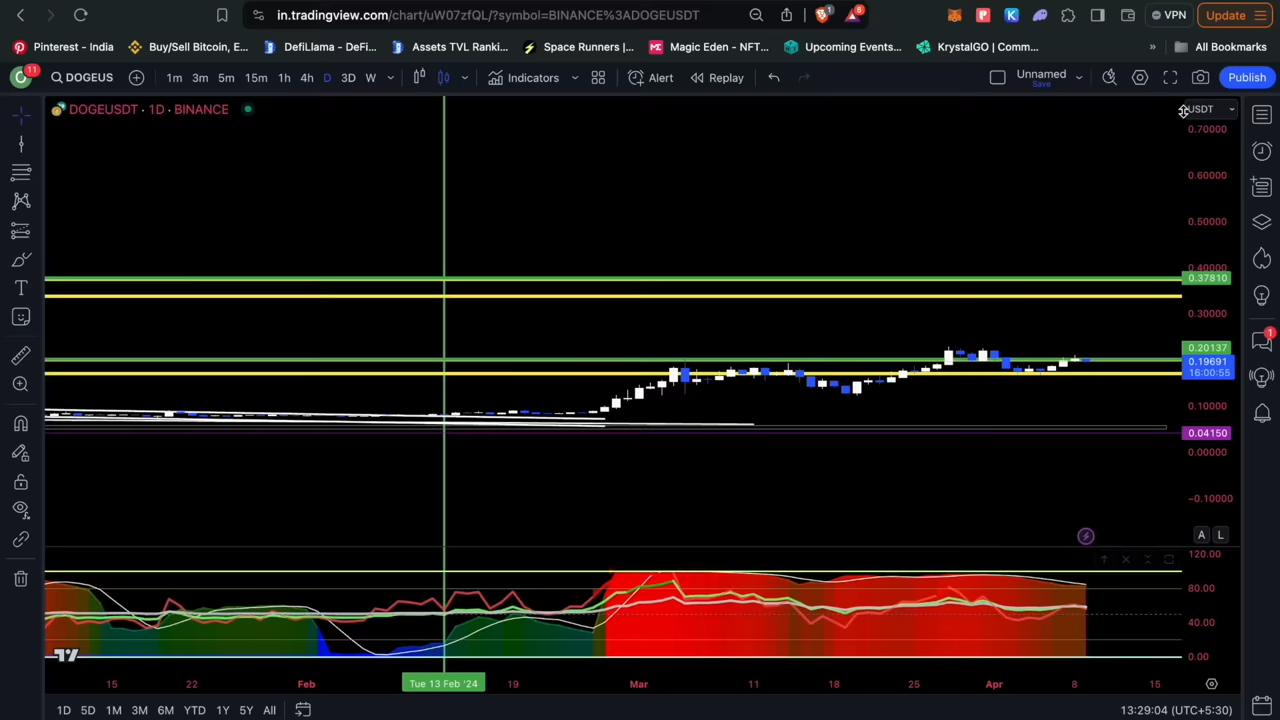 in.tradingview.com/chart/uW07zfQL/?symbol=BINANCE%3ADOGEUSDT
1
6
VPN
Update
Pinterest - India
Buy/Sell Bitcoin, E...
DefiLlama - DeFi...
Assets TVL Ranki...
Space Runners |...
Magic Eden - NFT...
Upcoming Events...
KrystalGO | Comm...
»
All Bookmarks
11
DOGEUS
1m
3m
5m
15m
1h
4h
D
3D
W
Indicators
Alert
Replay
Unnamed
Save
Publish
DOGEUSDT · 1D · BINANCE
USDT
0.70000
0.60000
0.50000
0.40000
0.37810
0.30000
0.20137
0.19691
16:00:55
0.10000
0.04150
0.00000
−0.10000
A
L
120.00
80.00
40.00
0.00
1
15
22
Feb
Tue 13 Feb '24
19
Mar
11
18
25
Apr
8
15
1D
5D
1M
3M
6M
YTD
1Y
5Y
All
13:29:04 (UTC+5:30)